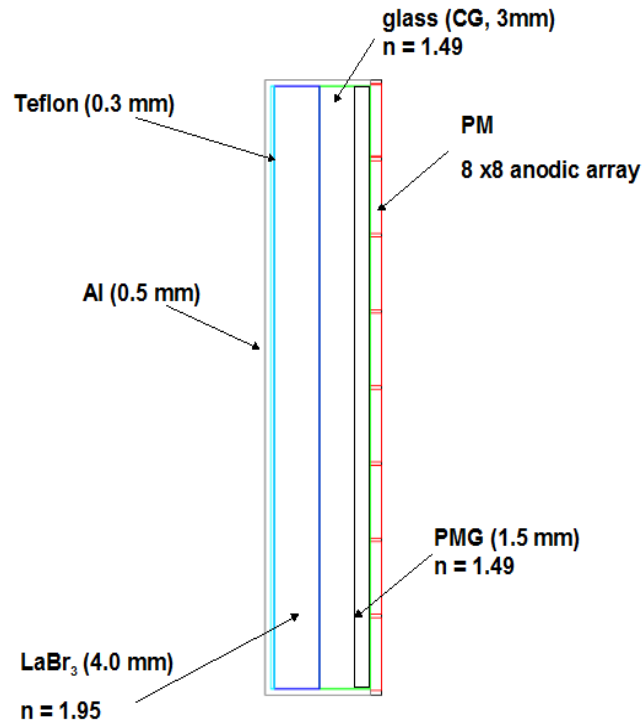 glass (CG, 3mm)
n = 1.49
Teflon (0.3 mm)
PM
8 x8 anodic array
Al (0.5 mm)
PMG (1.5 mm)
n = 1.49
LaBr₃ (4.0 mm)
n = 1.95